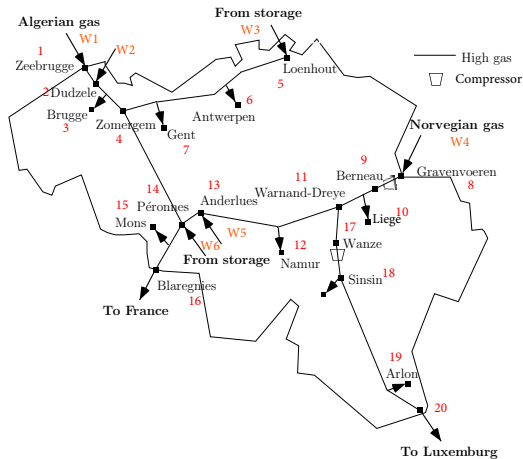 Algerian gas
From storage
1
W1
W2
W3
Zeebrugge
Loenhout
High gas
Compressor
2
Dudzele
5
6
Brugge
Zomergem
Antwerpen
3
4
Gent
7
Norwegian gas
W4
9
Berneau
Gravenvoeren
8
11
Warnand-Dreye
14
13
Anderlues
15
Péronnes
Mons
10
Liege
W5
W6
17
Wanze
12
From storage
Namur
Sinsin
18
Blaregnies
16
To France
19
Arlon
20
To Luxemburg